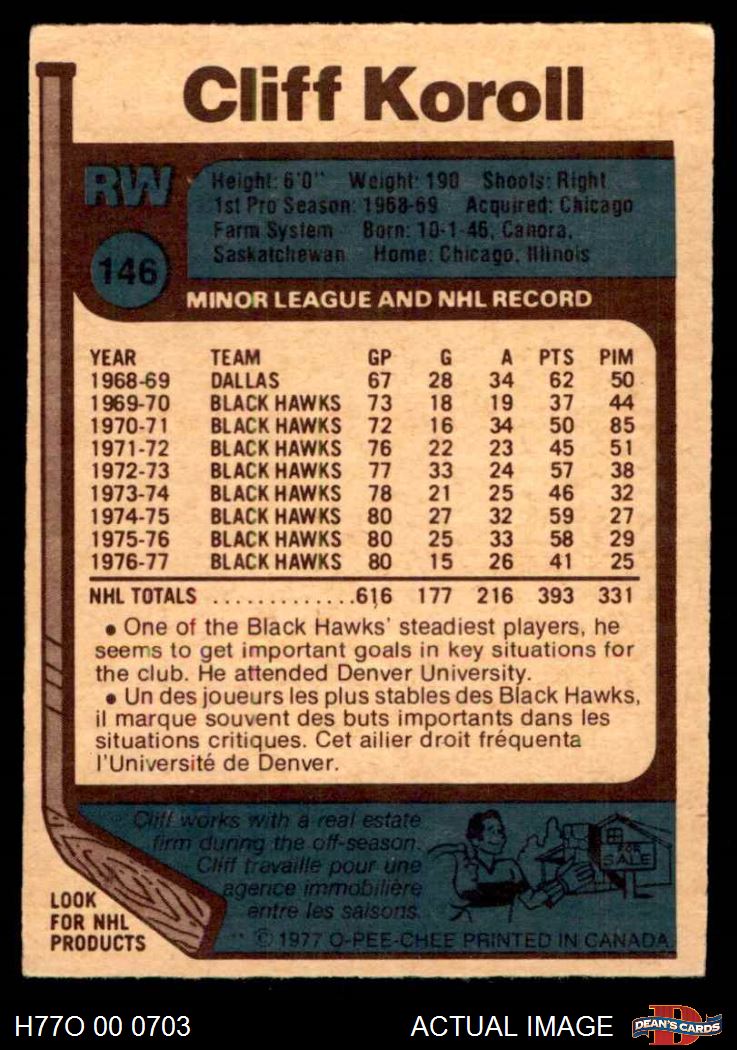 Cliff Koroll
RW
Height: 6'0" Weight: 190 Shoots: Right
1st Pro Season: 1968-69 Acquired: Chicago
Farm System Born: 10-1-46, Canora,
Saskatchewan Home: Chicago, Illinois
146
MINOR LEAGUE AND NHL RECORD
YEAR TEAM GP G A PTS PIM
1968-69 DALLAS 67 28 34 62 50
1969-70 BLACK HAWKS 73 18 19 37 44
1970-71 BLACK HAWKS 72 16 34 50 85
1971-72 BLACK HAWKS 76 22 23 45 51
1972-73 BLACK HAWKS 77 33 24 57 38
1973-74 BLACK HAWKS 78 21 25 46 32
1974-75 BLACK HAWKS 80 27 32 59 27
1975-76 BLACK HAWKS 80 25 33 58 29
1976-77 BLACK HAWKS 80 15 26 41 25
NHL TOTALS .............616 177 216 393 331
• One of the Black Hawks' steadiest players, he
seems to get important goals in key situations for
the club. He attended Denver University.
• Un des joueurs les plus stables des Black Hawks,
il marque souvent des buts importants dans les
situations critiques. Cet ailier droit fréquenta
l'Université de Denver.
Cliff works with a real estate
firm during the off-season.
Cliff travaille pour une
agence immobilière
entre les saisons.
FOR
SALE
LOOK
FOR NHL
PRODUCTS
© 1977 O-PEE-CHEE PRINTED IN CANADA
H77O 00 0703
ACTUAL IMAGE
D
DEAN'S CARDS